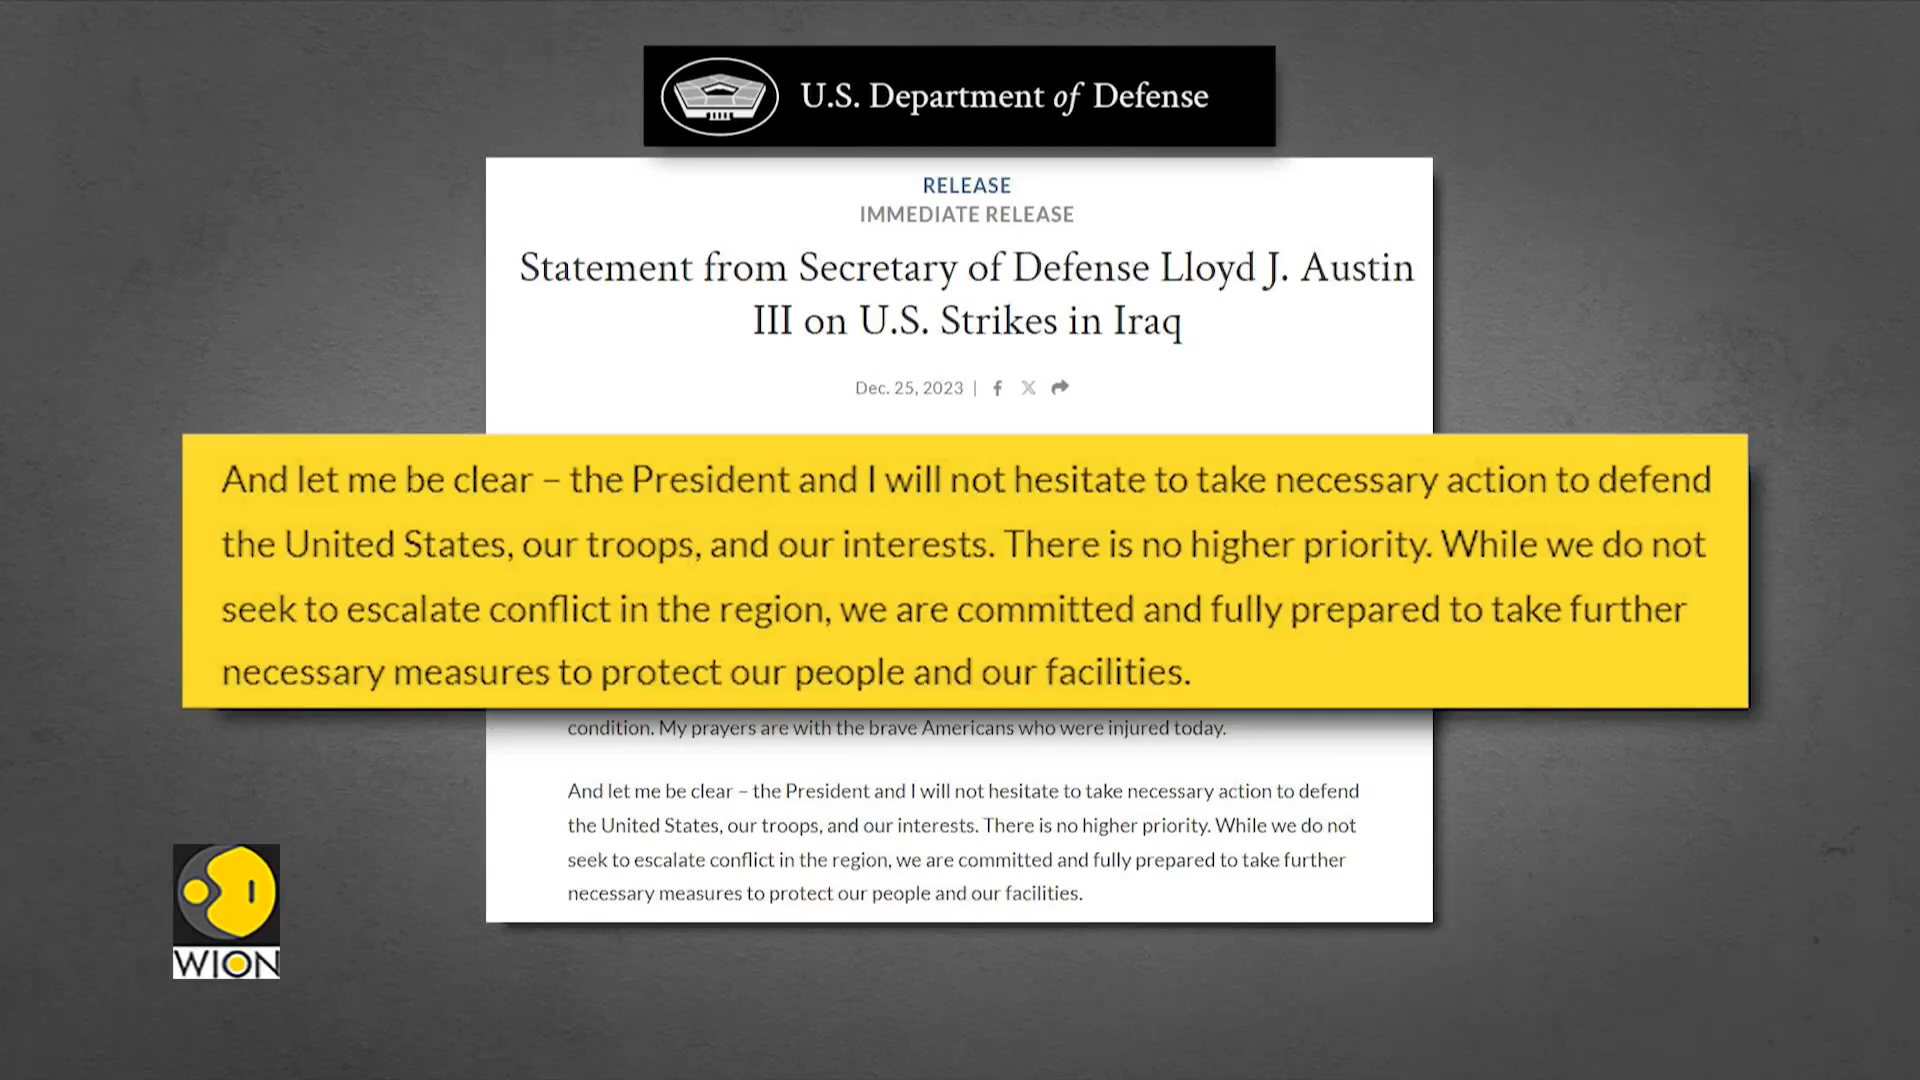 U.S. Department of Defense
RELEASE
IMMEDIATE RELEASE
Statement from Secretary of Defense Lloyd J. Austin
III on U.S. Strikes in Iraq
Dec. 25, 2023 |
And let me be clear – the President and I will not hesitate to take necessary action to defend
the United States, our troops, and our interests. There is no higher priority. While we do not
seek to escalate conflict in the region, we are committed and fully prepared to take further
necessary measures to protect our people and our facilities.
condition. My prayers are with the brave Americans who were injured today.
And let me be clear – the President and I will not hesitate to take necessary action to defend
the United States, our troops, and our interests. There is no higher priority. While we do not
seek to escalate conflict in the region, we are committed and fully prepared to take further
necessary measures to protect our people and our facilities.
WION